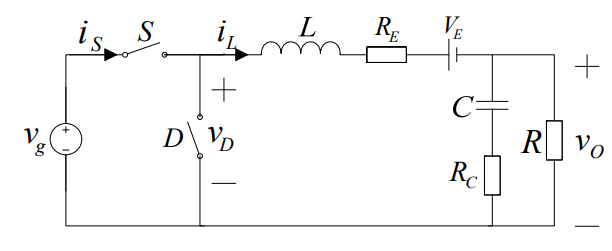 i_S S i_L L R_E V_E
+ +
C
v_g + − D v_D R v_O
R_C
− −